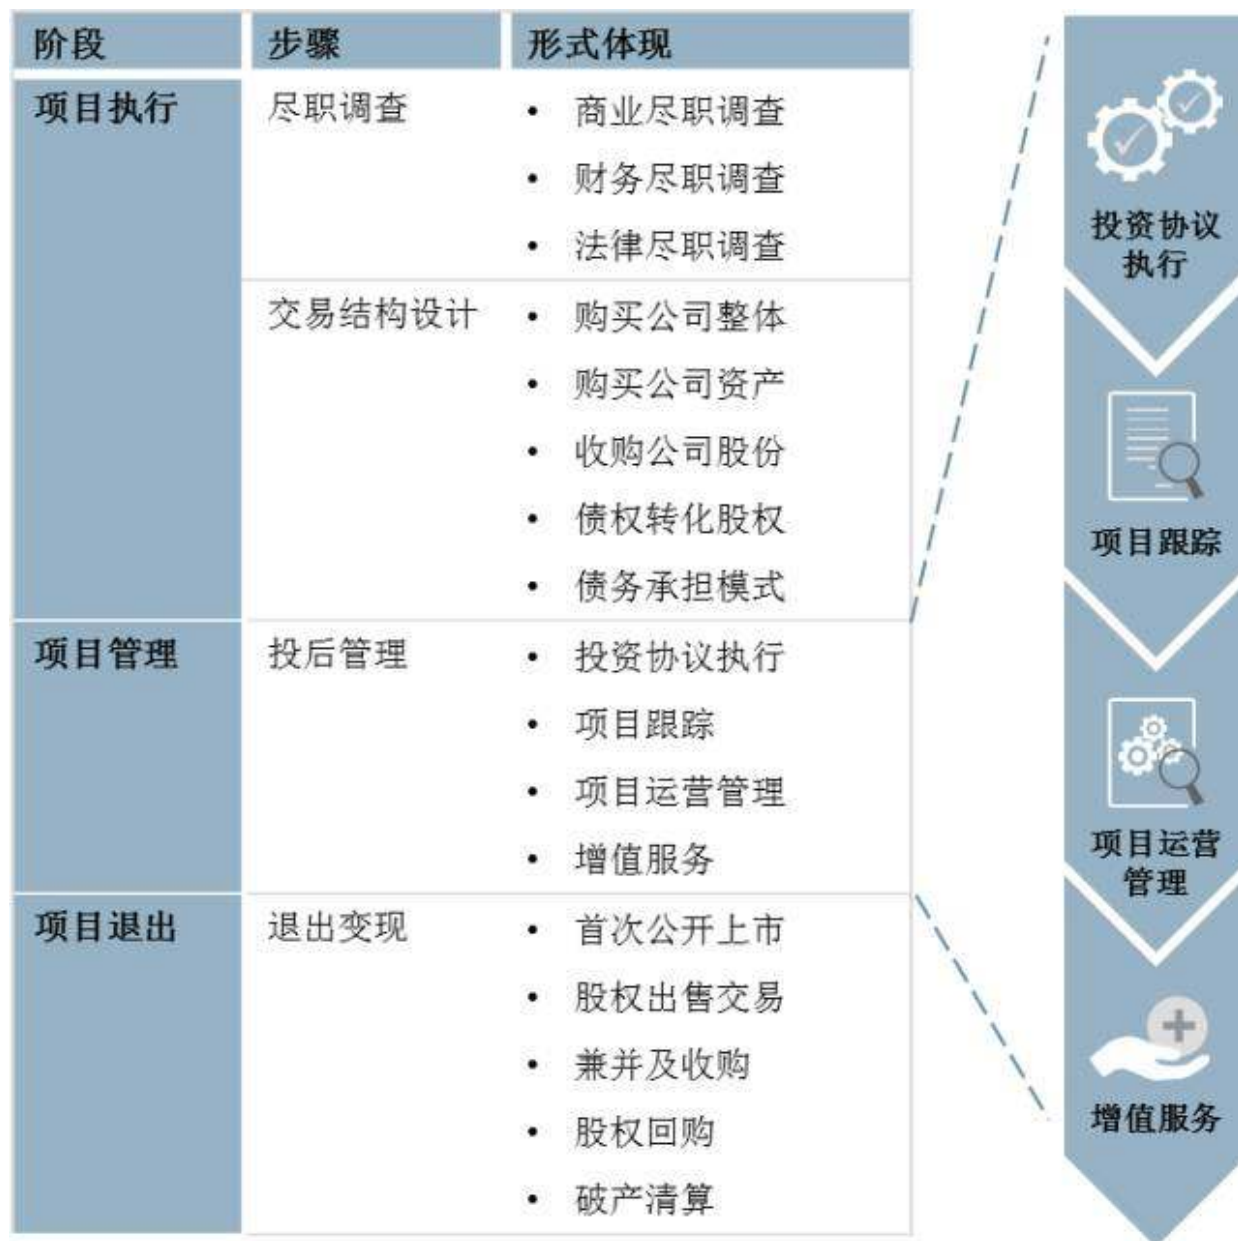 阶段 步骤 形式体现
项目执行 尽职调查 • 商业尽职调查
• 财务尽职调查
• 法律尽职调查
交易结构设计 • 购买公司整体
• 购买公司资产
• 收购公司股份
• 债权转化股权
• 债务承担模式
项目管理 投后管理 • 投资协议执行
• 项目跟踪
• 项目运营管理
• 增值服务
项目退出 退出变现 • 首次公开上市
• 股权出售交易
• 兼并及收购
• 股权回购
• 破产清算
投资协议
执行
项目跟踪
项目运营
管理
增值服务